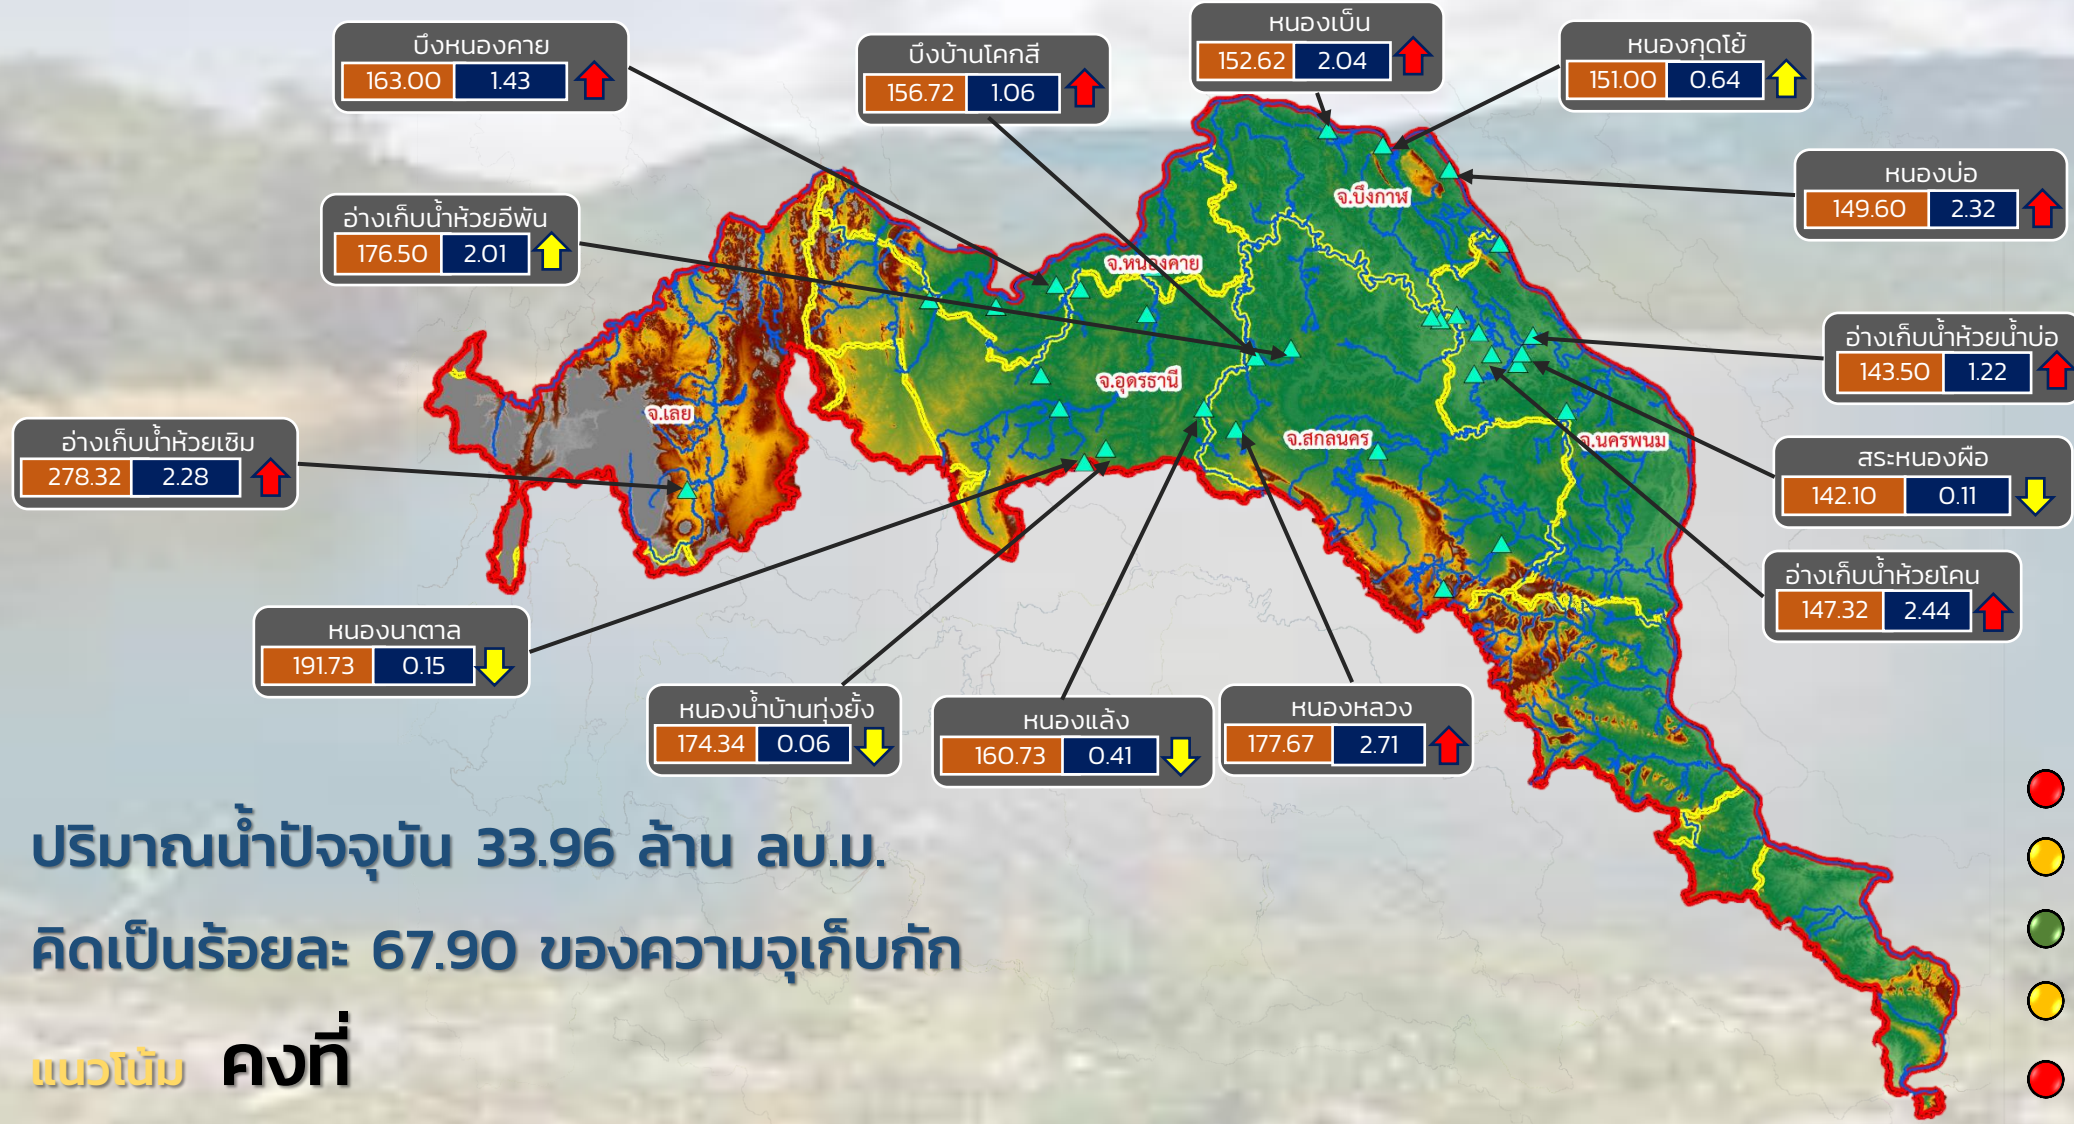 หนองเบ็น
152.62 2.04
บึงหนองคาย
163.00 1.43
บึงบ้านโคกสี
156.72 1.06
หนองกุดโย้
151.00 0.64
หนองบ่อ
149.60 2.32
จ.บึงกาฬ
อ่างเก็บน้ำห้วยอีพัน
176.50 2.01
จ.หนองคาย
อ่างเก็บน้ำห้วยน้ำบ่อ
143.50 1.22
จ.อุดรธานี
จ.เลย
จ.สกลนคร
จ.นครพนม
อ่างเก็บน้ำห้วยเซิม
278.32 2.28
สระหนองผือ
142.10 0.11
อ่างเก็บน้ำห้วยโคน
147.32 2.44
หนองนาตาล
191.73 0.15
หนองน้ำบ้านทุ่งยั้ง
174.34 0.06
หนองแล้ง
160.73 0.41
หนองหลวง
177.67 2.71
ปริมาณน้ำปัจจุบัน 33.96 ล้าน ลบ.ม.
คิดเป็นร้อยละ 67.90 ของความจุเก็บกัก
แนวโน้ม คงที่